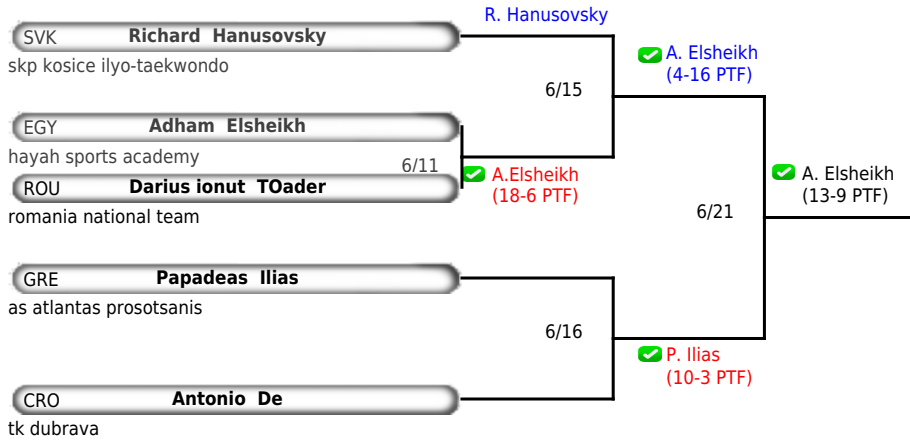 R. Hanusovsky
SVK Richard Hanusovsky
skp kosice ilyo-taekwondo
A. Elsheikh
(4-16 PTF)
6/15
EGY Adham Elsheikh
hayah sports academy
6/11
A.Elsheikh
(18-6 PTF)
A. Elsheikh
(13-9 PTF)
ROU Darius ionut TOader
romania national team
6/21
GRE Papadeas Ilias
as atlantas prosotsanis
6/16
P. Ilias
(10-3 PTF)
CRO Antonio De
tk dubrava